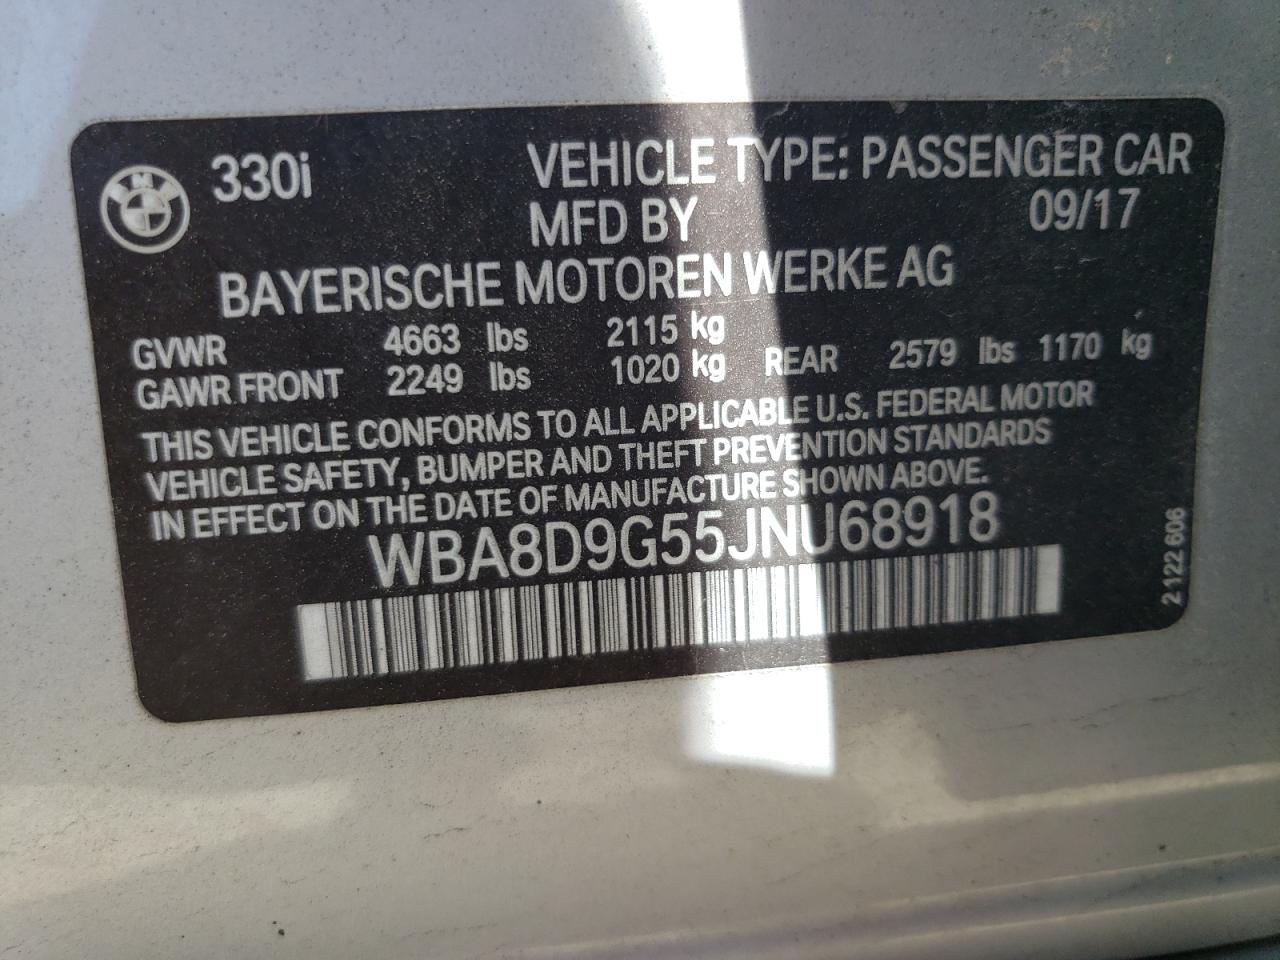 BMW 330i VEHICLE TYPE: PASSENGER CAR
MFD BY 09/17
BAYERISCHE MOTOREN WERKE AG
GVWR 4663 lbs 2115 kg
GAWR FRONT 2249 lbs 1020 kg REAR 2579 lbs 1170 kg
THIS VEHICLE CONFORMS TO ALL APPLICABLE U.S. FEDERAL MOTOR
VEHICLE SAFETY, BUMPER AND THEFT PREVENTION STANDARDS
IN EFFECT ON THE DATE OF MANUFACTURE SHOWN ABOVE.
WBA8D9G55JNU68918
2 122 606